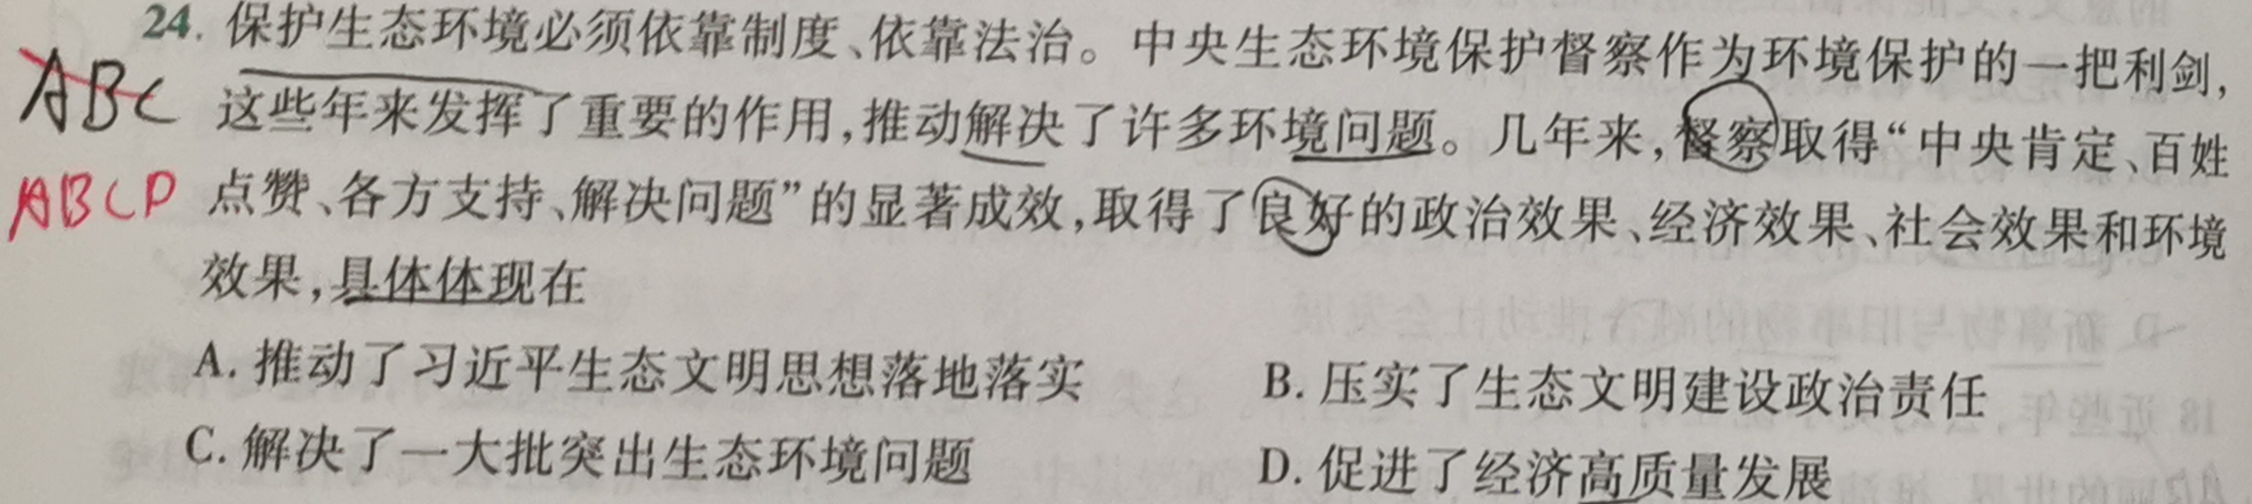 24. 保护生态环境必须依靠制度、依靠法治。中央生态环境保护督察作为环境保护的一把利剑,
ABC
这些年来发挥了重要的作用,推动解决了许多环境问题。几年来,督察取得“中央肯定、百姓
ABCD
点赞、各方支持、解决问题”的显著成效,取得了良好的政治效果、经济效果、社会效果和环境
效果,具体体现在
A. 推动了习近平生态文明思想落地落实 B. 压实了生态文明建设政治责任
C. 解决了一大批突出生态环境问题 D. 促进了经济高质量发展